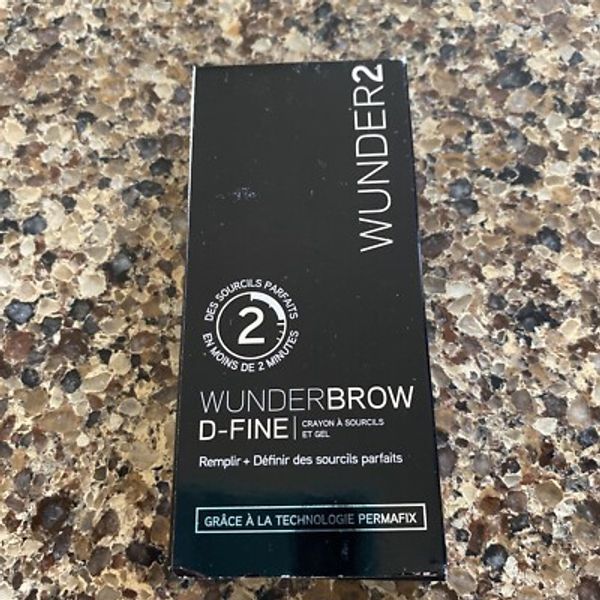 WUNDER2
DES SOURCILS PARFAITS
2
EN MOINS DE 2 MINUTES
WUNDERBROW
D-FINE | CRAYON À SOURCILS
ET GEL
Remplir + Définir des sourcils parfaits
GRÂCE À LA TECHNOLOGIE PERMAFIX